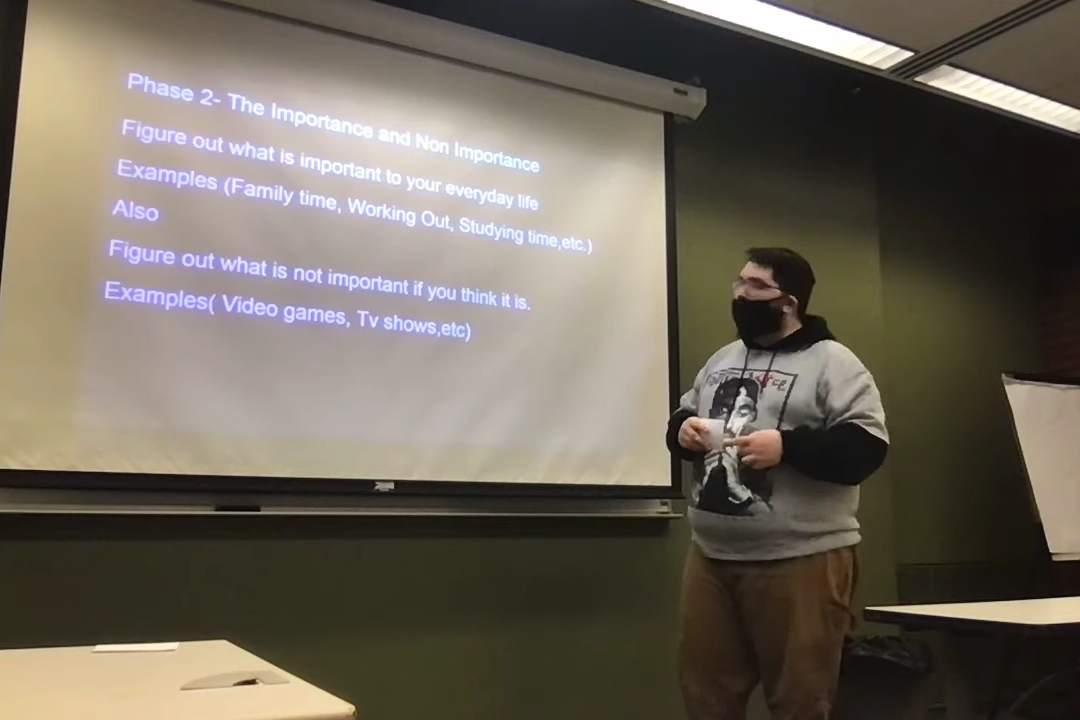 Phase 2- The Importance and Non Importance
Figure out what is important to your everyday life
Examples (Family time, Working Out, Studying time,etc.)
Also
Figure out what is not important if you think it is.
Examples( Video games, Tv shows,etc)